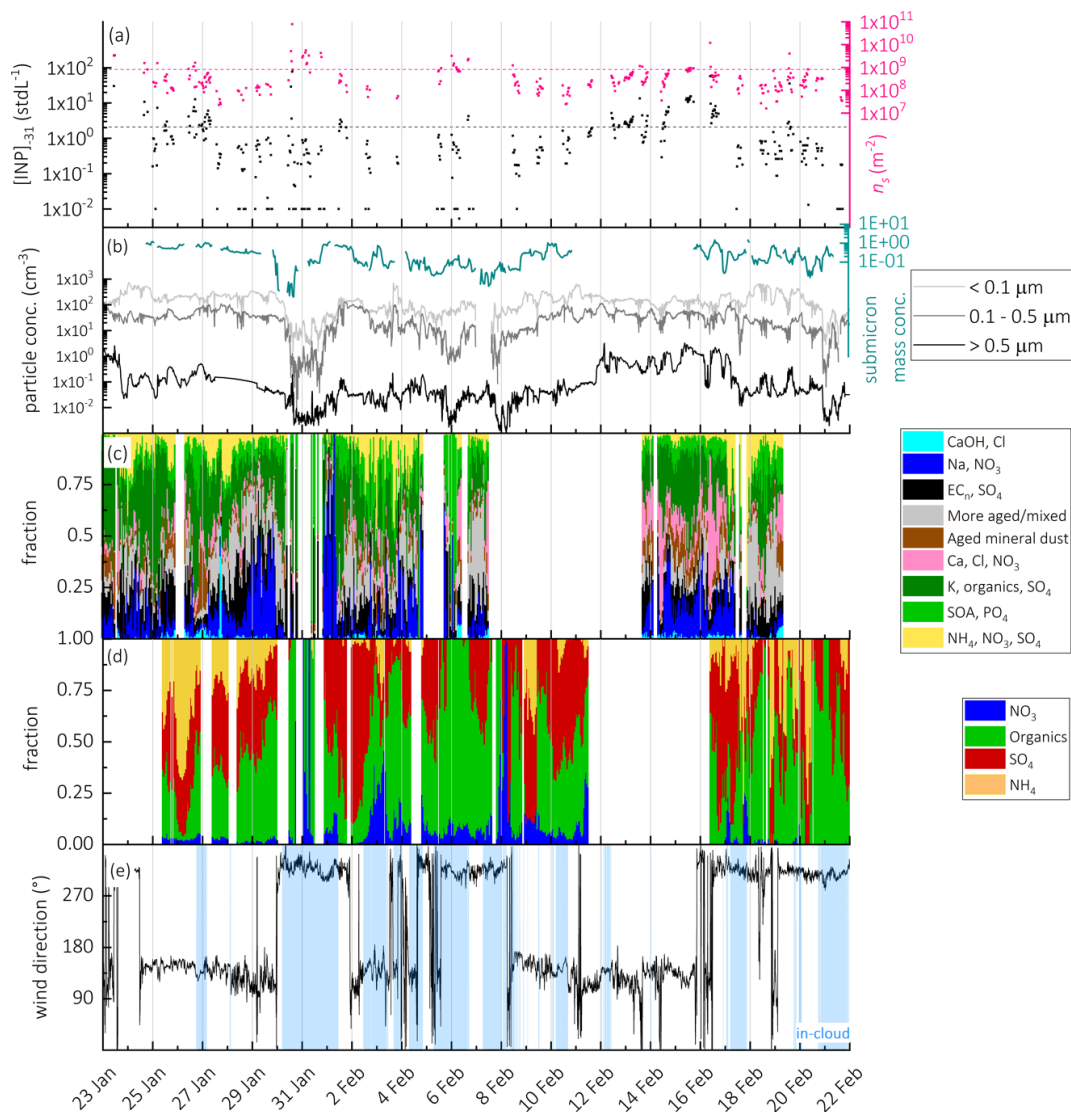 (a)
[INP]-31 (stdL-1)
1x10^2
1x10^1
1x10^0
1x10^-1
1x10^-2
1x10^11
1x10^10
1x10^9
1x10^8
1x10^7
ns (m-2)
(b)
particle conc. (cm-3)
1x10^3
1x10^2
1x10^1
1x10^0
1x10^-1
1x10^-2
1E+01
1E+00
1E-01
submicron
mass conc.
< 0.1 μm
0.1 - 0.5 μm
> 0.5 μm
(c)
fraction
0.75
0.5
0.25
CaOH, Cl
Na, NO3
ECn, SO4
More aged/mixed
Aged mineral dust
Ca, Cl, NO3
K, organics, SO4
SOA, PO4
NH4, NO3, SO4
(d)
fraction
1.00
0.75
0.50
0.25
0.00
NO3
Organics
SO4
NH4
(e)
wind direction (°)
270
180
90
in-cloud
23 Jan
25 Jan
27 Jan
29 Jan
31 Jan
2 Feb
4 Feb
6 Feb
8 Feb
10 Feb
12 Feb
14 Feb
16 Feb
18 Feb
20 Feb
22 Feb